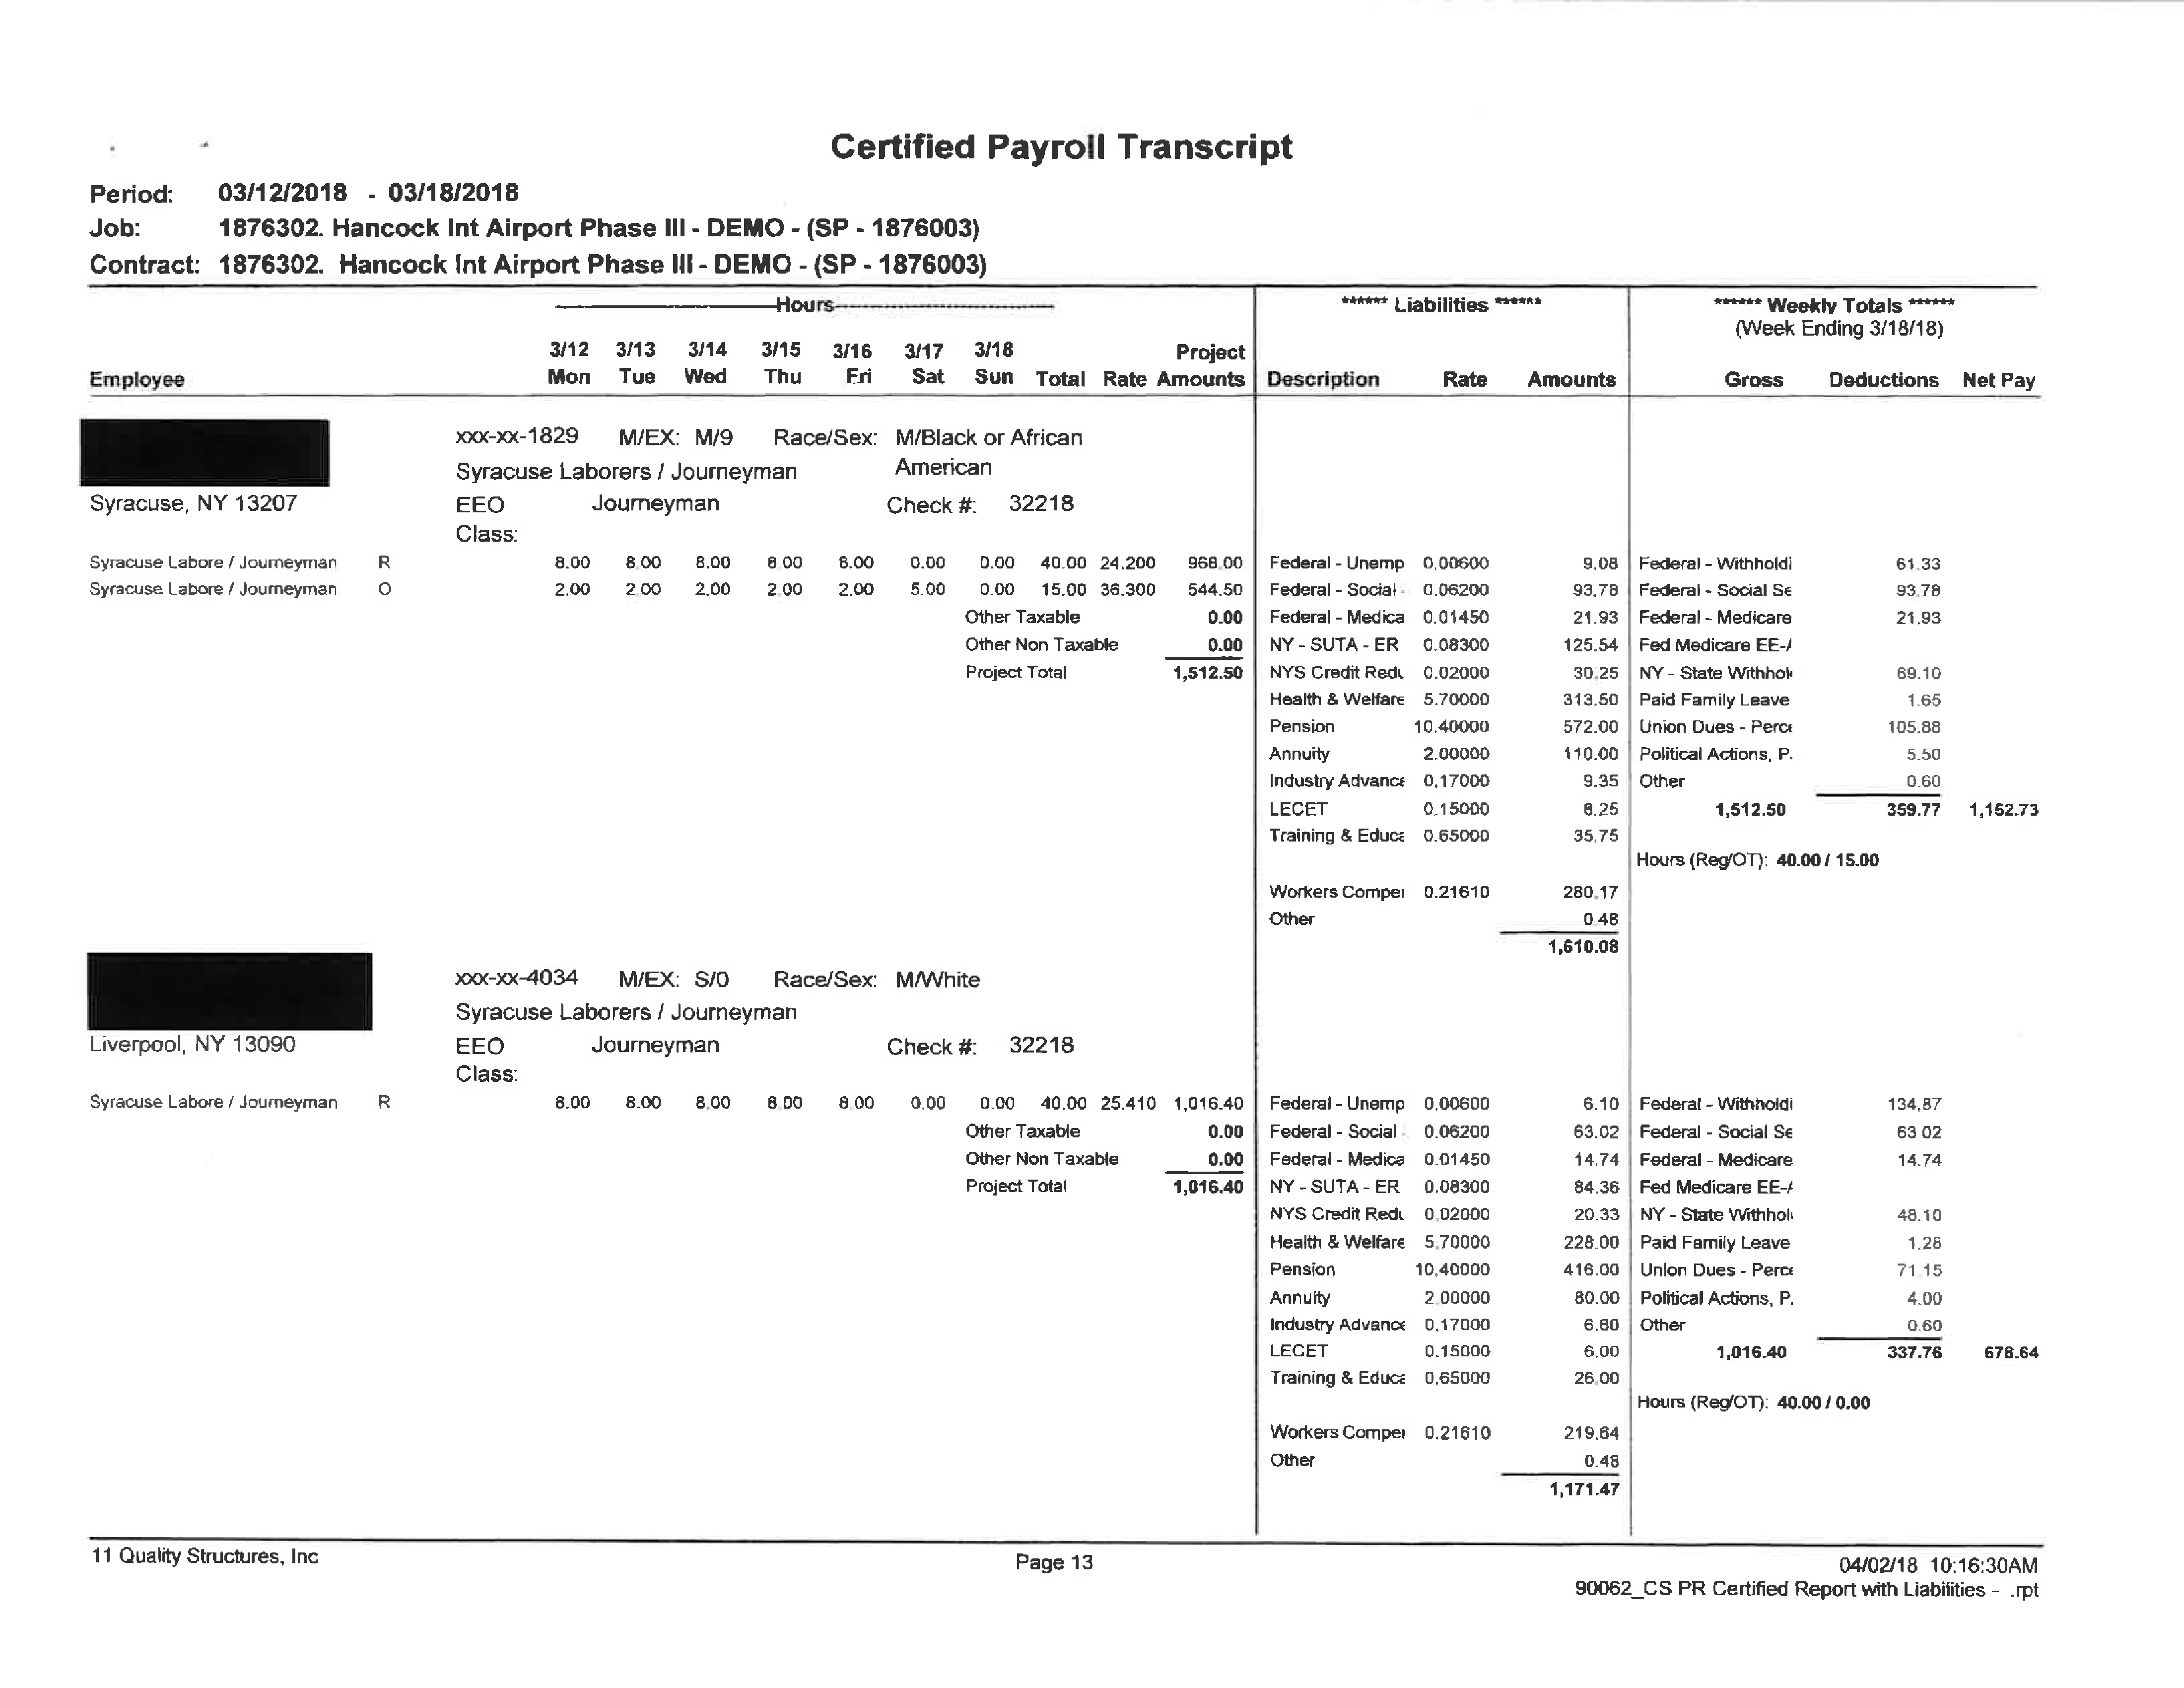 Certified Payroll Transcript
Period: 03/12/2018 - 03/18/2018
Job: 1876302. Hancock Int Airport Phase III - DEMO - (SP - 1876003)
Contract: 1876302. Hancock Int Airport Phase III - DEMO - (SP - 1876003)
Hours ****** Liabilities ****** ****** Weekly Totals ******
(Week Ending 3/18/18)
3/12 3/13 3/14 3/15 3/16 3/17 3/18 Project
Employee Mon Tue Wed Thu Fri Sat Sun Total Rate Amounts Description Rate Amounts Gross Deductions Net Pay
xxx-xx-1829 M/EX: M/9 Race/Sex: M/Black or African
Syracuse Laborers / Journeyman American
Syracuse, NY 13207 EEO Journeyman Check #: 32218
Class:
Syracuse Labore / Journeyman R 8.00 8.00 8.00 8.00 8.00 0.00 0.00 40.00 24.200 968.00 Federal - Unemp 0.00600 9.08 Federal - Withholdi 61.33
Syracuse Labore / Journeyman O 2.00 2.00 2.00 2.00 2.00 5.00 0.00 15.00 36.300 544.50 Federal - Social - 0.06200 93.78 Federal - Social Se 93.78
Other Taxable 0.00 Federal - Medica 0.01450 21.93 Federal - Medicare 21.93
Other Non Taxable 0.00 NY - SUTA - ER 0.08300 125.54 Fed Medicare EE-/
Project Total 1,512.50 NYS Credit Redu 0.02000 30.25 NY - State Withhol 69.10
Health & Welfare 5.70000 313.50 Paid Family Leave 1.65
Pension 10.40000 572.00 Union Dues - Perce 105.88
Annuity 2.00000 110.00 Political Actions, P. 5.50
Industry Advance 0.17000 9.35 Other 0.60
LECET 0.15000 8.25 1,512.50 359.77 1,152.73
Training & Educa 0.65000 35.75
Hours (Reg/OT): 40.00 / 15.00
Workers Compe 0.21610 280.17
Other 0.48
1,610.08
xxx-xx-4034 M/EX: S/0 Race/Sex: M/White
Syracuse Laborers / Journeyman
Liverpool, NY 13090 EEO Journeyman Check #: 32218
Class:
Syracuse Labore / Journeyman R 8.00 8.00 8.00 8.00 8.00 0.00 0.00 40.00 25.410 1,016.40 Federal - Unemp 0.00600 6.10 Federal - Withholdi 134.87
Other Taxable 0.00 Federal - Social - 0.06200 63.02 Federal - Social Se 63.02
Other Non Taxable 0.00 Federal - Medica 0.01450 14.74 Federal - Medicare 14.74
Project Total 1,016.40 NY - SUTA - ER 0.08300 84.36 Fed Medicare EE-/
NYS Credit Redu 0.02000 20.33 NY - State Withhol 48.10
Health & Welfare 5.70000 228.00 Paid Family Leave 1.28
Pension 10.40000 416.00 Union Dues - Perce 71.15
Annuity 2.00000 80.00 Political Actions, P. 4.00
Industry Advance 0.17000 6.80 Other 0.60
LECET 0.15000 6.00 1,016.40 337.76 678.64
Training & Educa 0.65000 26.00
Hours (Reg/OT): 40.00 / 0.00
Workers Compe 0.21610 219.64
Other 0.48
1,171.47
11 Quality Structures, Inc Page 13 04/02/18 10:16:30AM
90062_CS PR Certified Report with Liabilities - .rpt